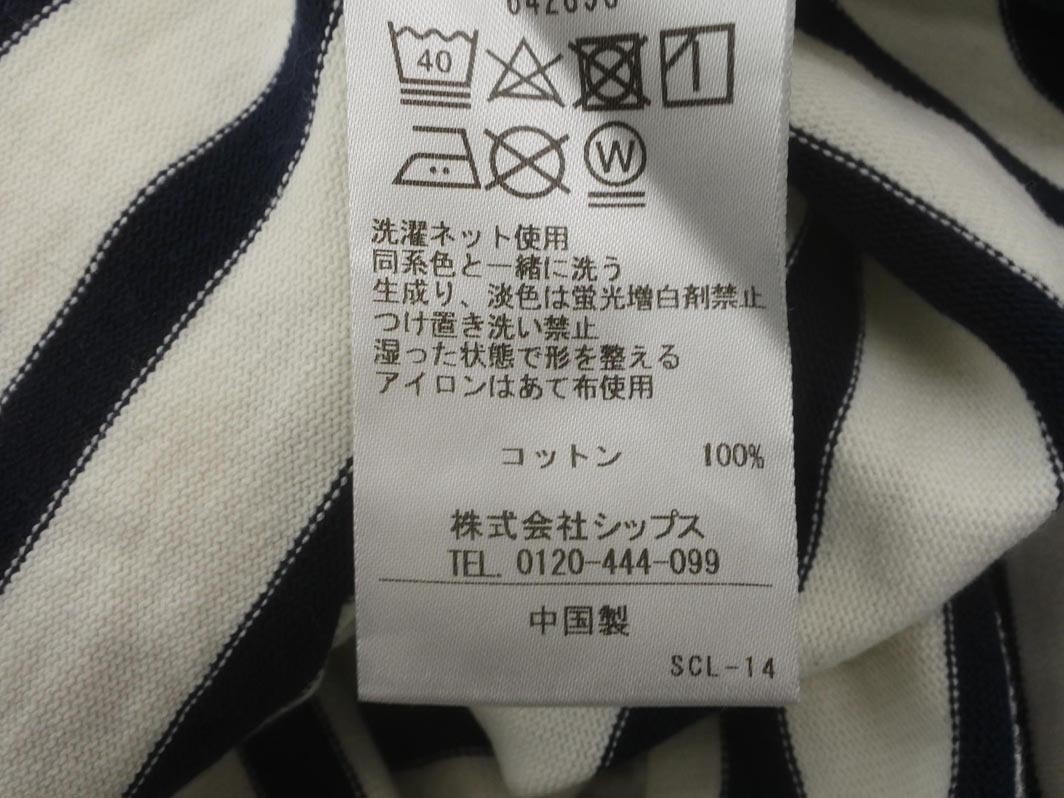 40
W
洗濯ネット使用
同系色と一緒に洗う
生成り、淡色は蛍光増白剤禁止
つけ置き洗い禁止
湿った状態で形を整える
アイロンはあて布使用
コットン 100%
株式会社シップス
TEL. 0120-444-099
中国製
SCL-14